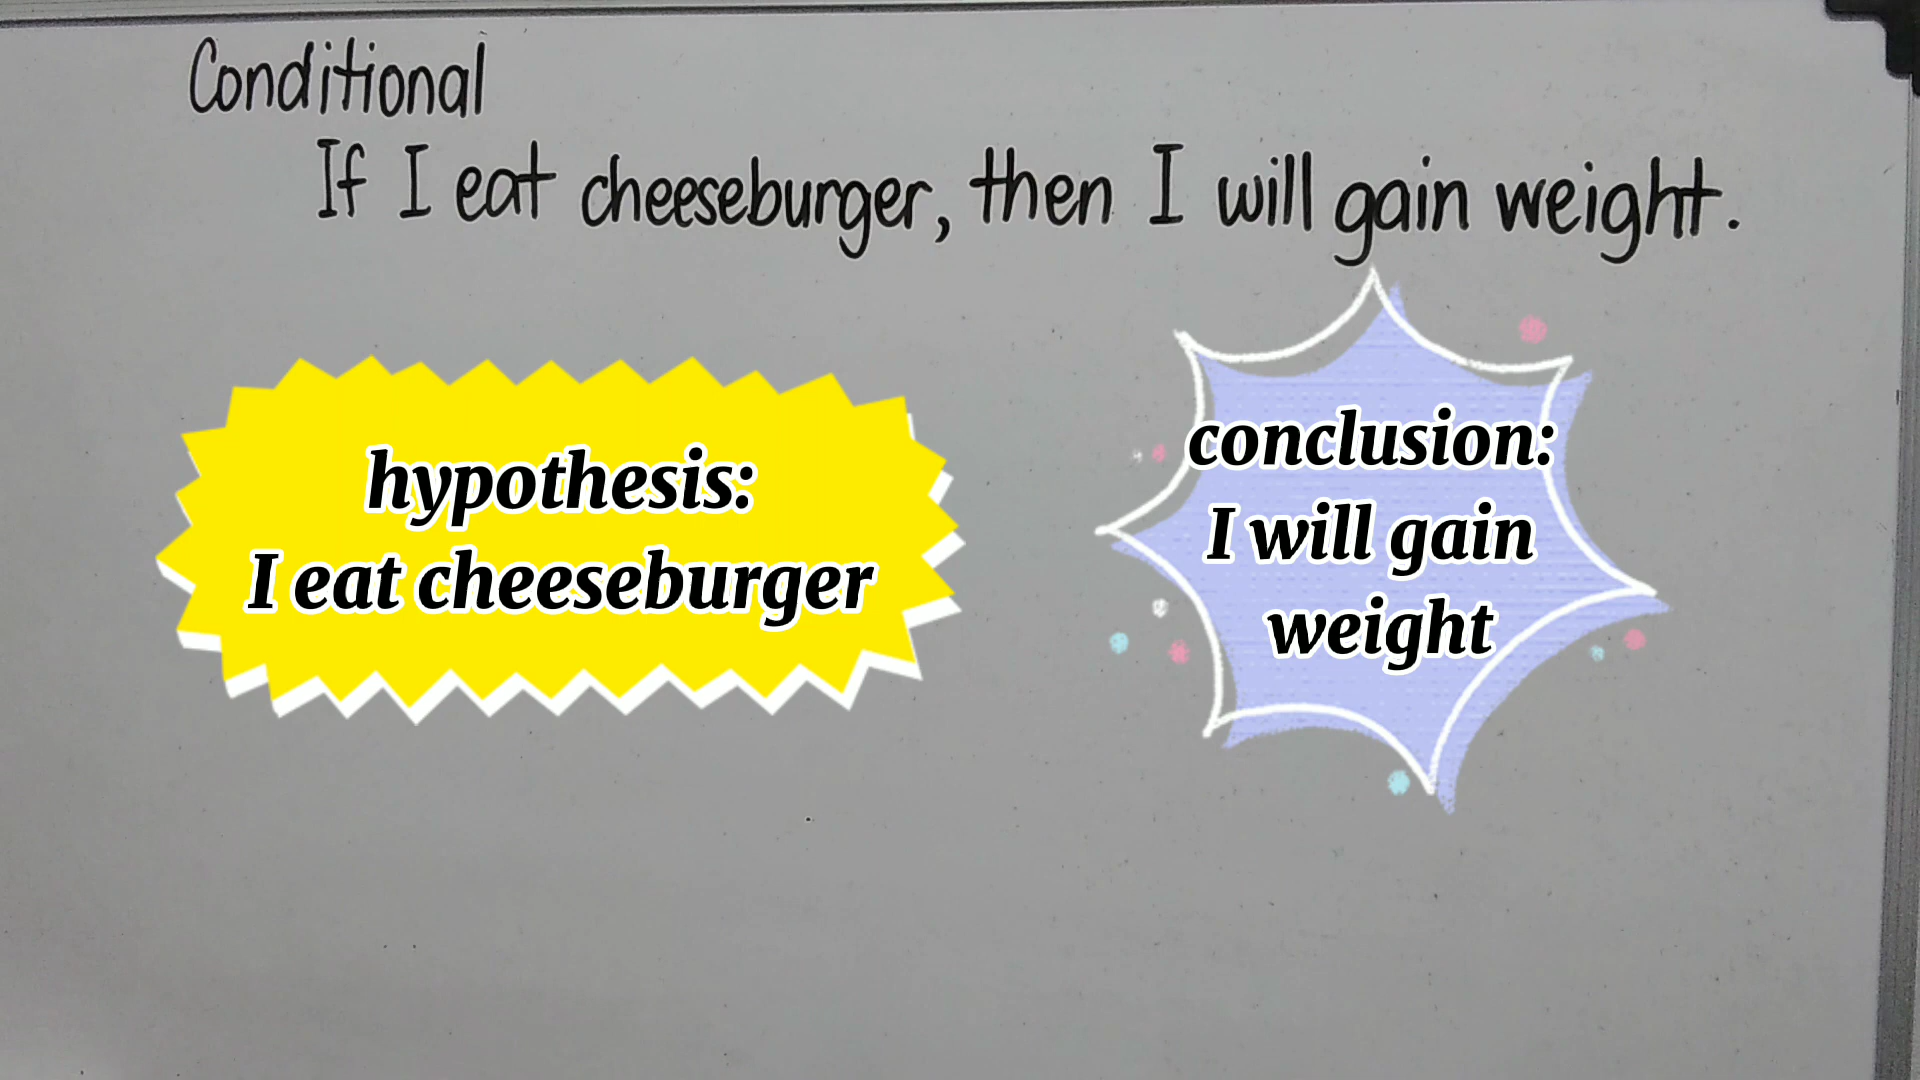 Conditional
If I eat cheeseburger, then I will gain weight.
hypothesis:
I eat cheeseburger
conclusion:
I will gain
weight